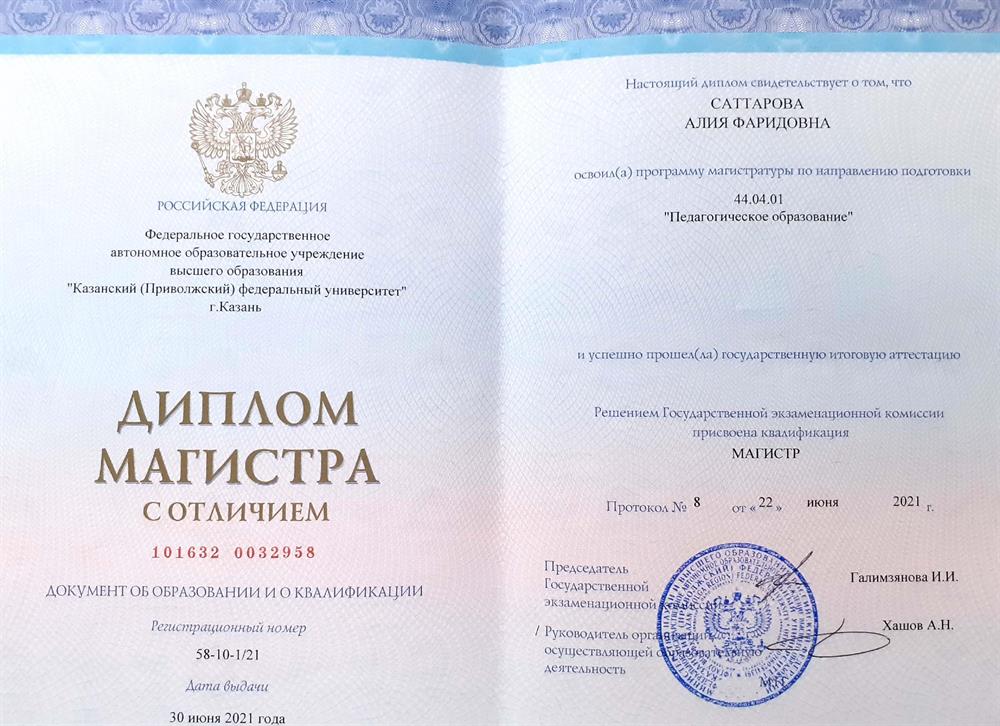 РОССИЙСКАЯ ФЕДЕРАЦИЯ
Федеральное государственное
автономное образовательное учреждение
высшего образования
"Казанский (Приволжский) федеральный университет"
г.Казань
ДИПЛОМ
МАГИСТРА
С ОТЛИЧИЕМ
101632 0032958
ДОКУМЕНТ ОБ ОБРАЗОВАНИИ И О КВАЛИФИКАЦИИ
Регистрационный номер
58-10-1/21
Дата выдачи
30 июня 2021 года
Настоящий диплом свидетельствует о том, что
САТТАРОВА
АЛИЯ ФАРИДОВНА
освоил(а) программу магистратуры по направлению подготовки
44.04.01
"Педагогическое образование"
и успешно прошел(ла) государственную итоговую аттестацию
Решением Государственной экзаменационной комиссии
присвоена квалификация
МАГИСТР
Протокол № 8 от «22» июня 2021 г.
Председатель
Государственной
экзаменационной комиссии
Галимзянова И.И.
/ Руководитель организации,
осуществляющей образовательную
деятельность
Хашов А.Н.
М.П.